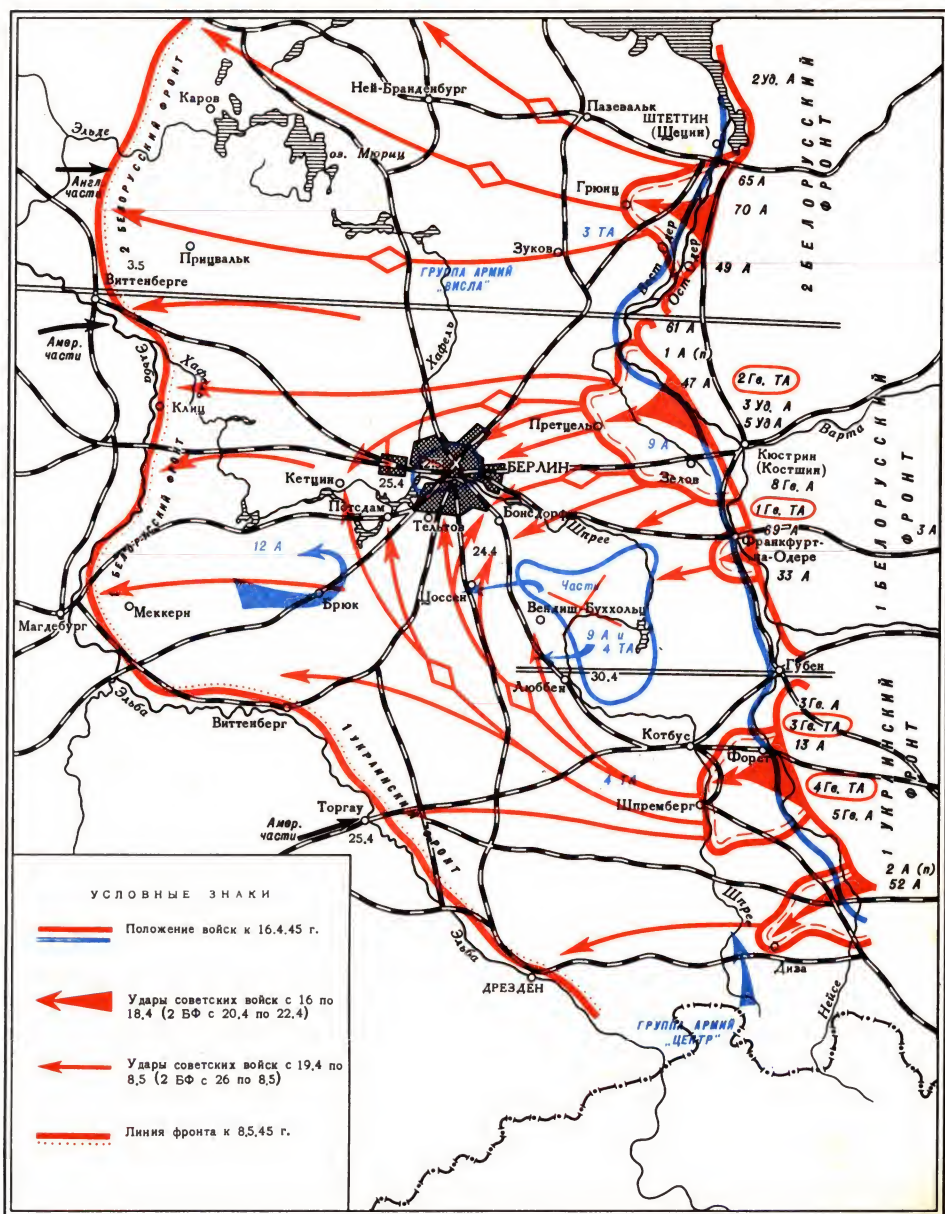 2 Уд. А
2 БЕЛОРУССКИЙ
ФРОНТ
Ней-Бранденбург
Пазевальк
Каров
ШТЕТТИН
(Щецин)
Эльде
оз. Мюриц
Англ.
части
2 БЕЛОРУССКИЙ ФРОНТ
65 А
Грюнц
70 А
3 ТА
Прицвальк
Зуков
Вест Одер
Ост Одер
49 А
3.5
ГРУППА АРМИЙ
„ВИСЛА"
Виттенберге
61 А
Амер.
части
Эльба
Хафель
Хафель
1 А (п)
47 А
2 Гв. ТА
Клиц
3 Уд. А
5 Уд А
Варта
Претцель
9 А
Кюстрин
(Костшин)
8 Гв. А
БЕРЛИН
25.4
Зелов
Кетцин
1 БЕЛОРУССКИЙ
ФРОНТ
Потсдам
Тельтов
Бонсдорф
Шпрее
1 Гв. ТА
69 А
3 А
Франкфурт-
на-Одере
33 А
1 БЕЛОРУССКИЙ ФРОНТ
12 А
24.4
Цоссен
Части
Брюк
Меккерн
Магдебург
Вендиш-Буххольц
9 А и
4 ТА
30.4
Губен
Люббен
Эльба
Виттенберг
3 Гв. А
3 Гв. ТА
13 А
Котбус
Форст
1 УКРАИНСКИЙ
ФРОНТ
4 ТА
4 Гв. ТА
Шпремберг
5 Гв. А
Торгау
1 УКРАИНСКИЙ ФРОНТ
Амер.
части
25.4
2 А (п)
52 А
Шпрее
Эльба
ДРЕЗДЕН
Диза
Нейсе
ГРУППА АРМИЙ
„ЦЕНТР"
УСЛОВНЫЕ ЗНАКИ
Положение войск к 16.4.45 г.
Удары советских войск с 16 по
18.4 (2 БФ с 20.4 по 22.4)
Удары советских войск с 19.4 по
8.5 (2 БФ с 26 по 8.5)
Линия фронта к 8.5.45 г.